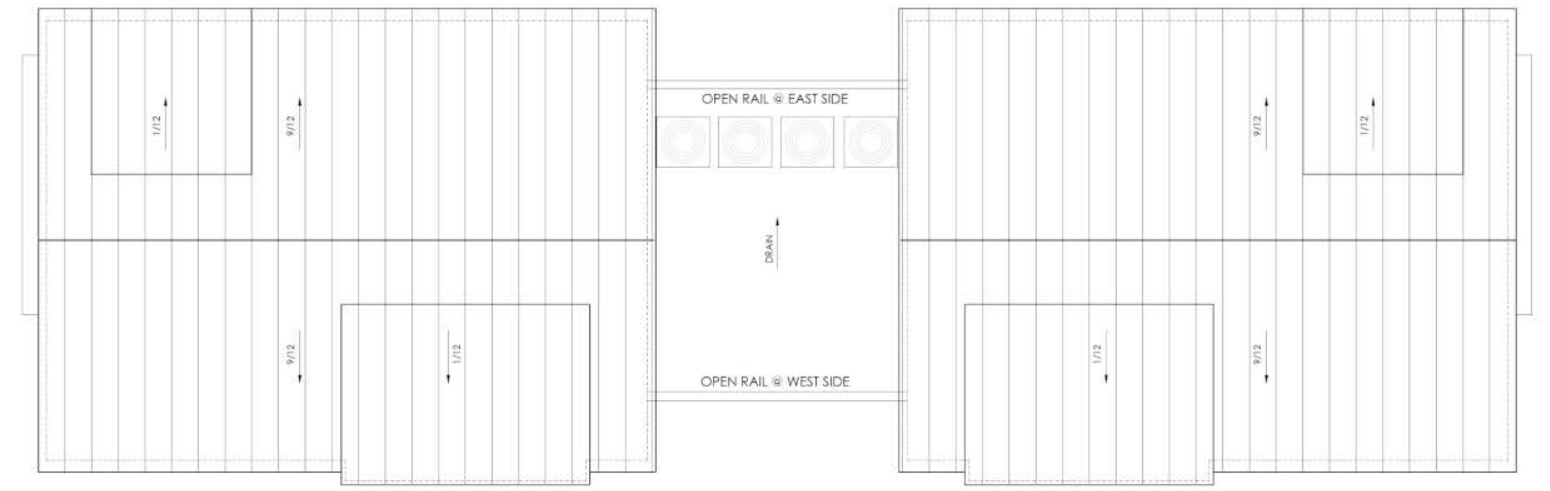 OPEN RAIL @ EAST SIDE
1/12
9/12
9/12
1/12
DRAIN
9/12
1/12
OPEN RAIL @ WEST SIDE
1/12
9/12